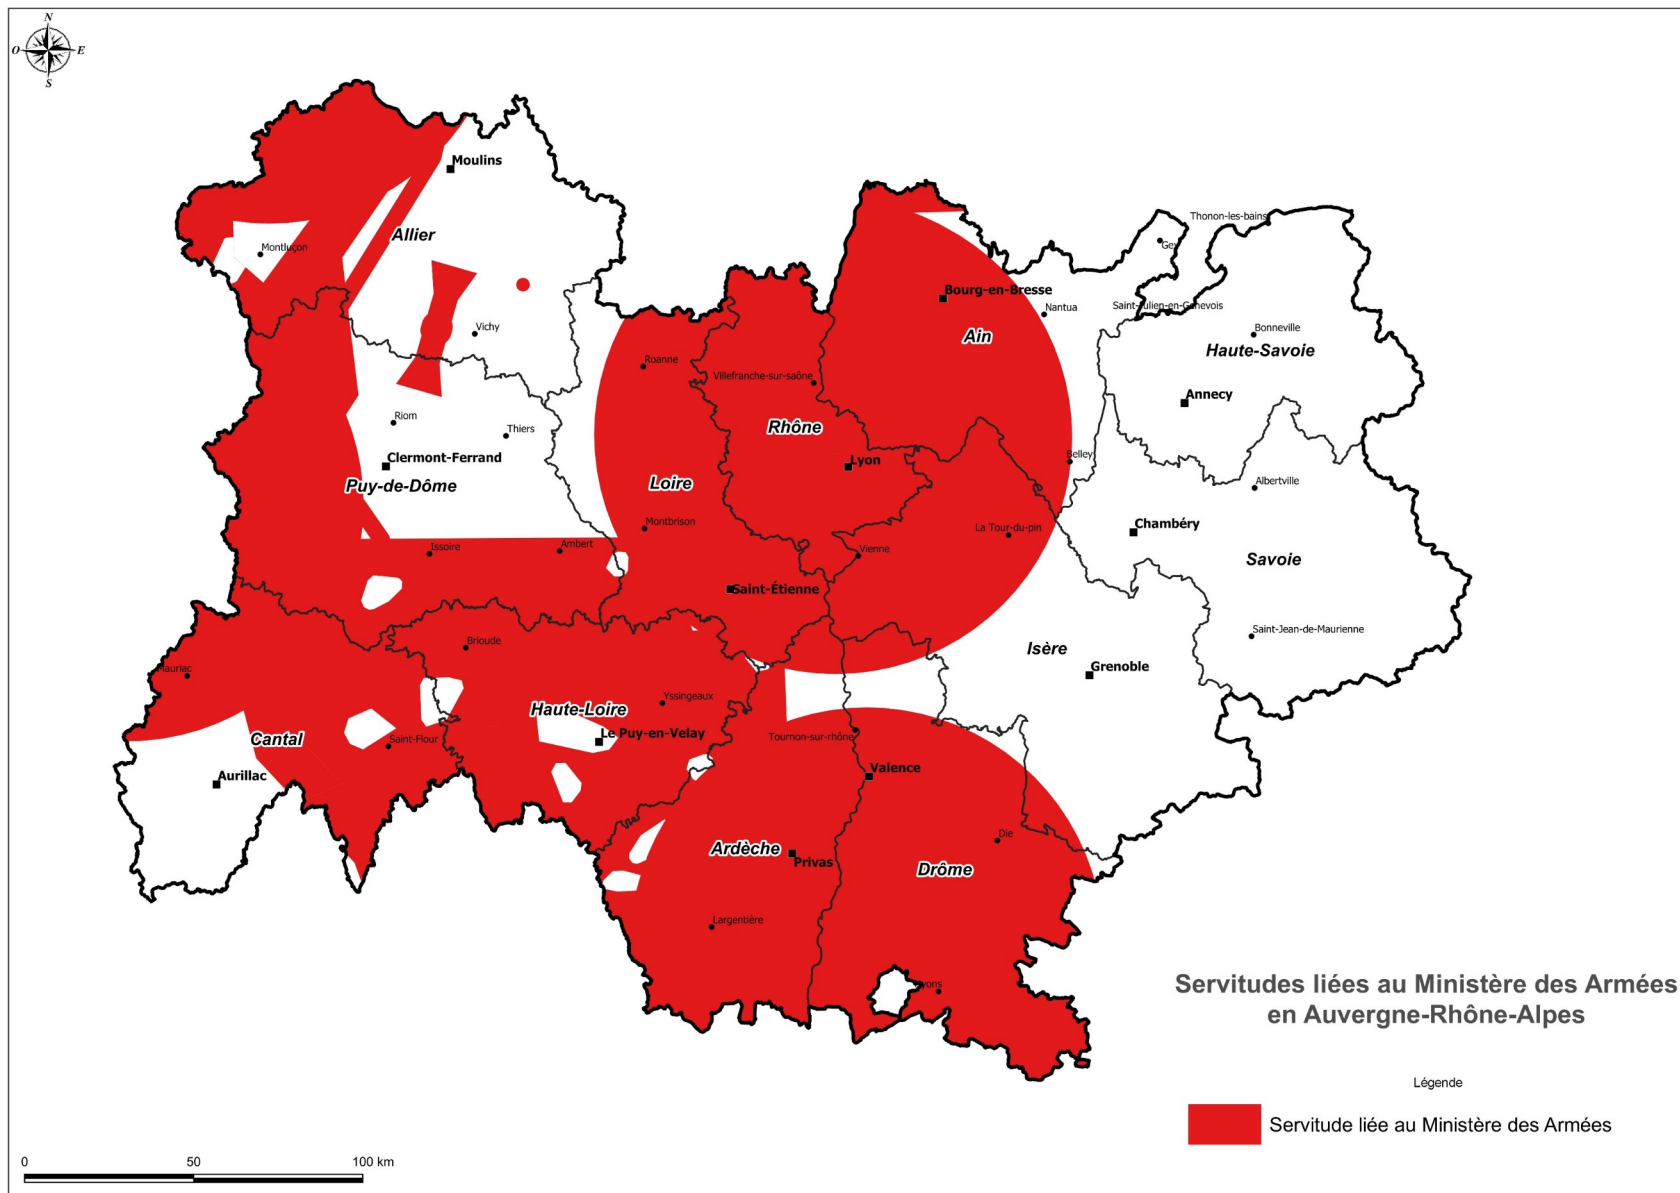 N
O
E
S
Moulins
Allier
Montluçon
Vichy
Thonon-les-bains
Gex
Bourg-en-Bresse
Nantua
Saint-Julien-en-Genevois
Ain
Bonneville
Haute-Savoie
Roanne
Villefranche-sur-saône
Annecy
Riom
Thiers
Rhône
Clermont-Ferrand
Lyon
Belley
Puy-de-Dôme
Loire
Albertville
Montbrison
La Tour-du-pin
Chambéry
Issoire
Ambert
Vienne
Savoie
Saint-Étienne
Saint-Jean-de-Maurienne
Brioude
Isère
Mauriac
Grenoble
Yssingeaux
Haute-Loire
Cantal
Saint-Flour
Le Puy-en-Velay
Tournon-sur-rhône
Aurillac
Valence
Die
Ardèche
Privas
Drôme
Largentière
Nyons
Servitudes liées au Ministère des Armées
en Auvergne-Rhône-Alpes
Légende
Servitude liée au Ministère des Armées
0 50 100 km